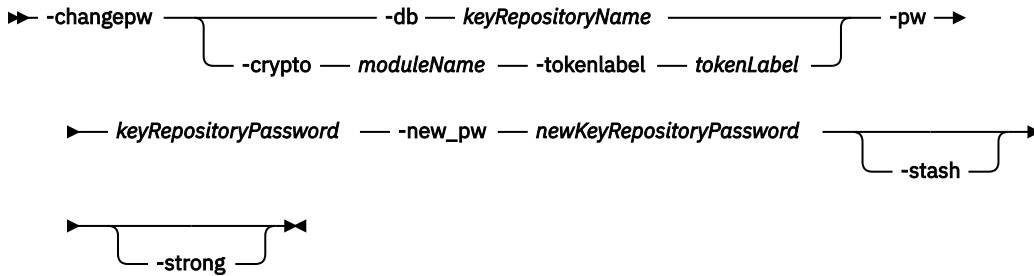 -changepw -db keyRepositoryName -pw
-crypto moduleName -tokenlabel tokenLabel
keyRepositoryPassword -new_pw newKeyRepositoryPassword
-stash
-strong